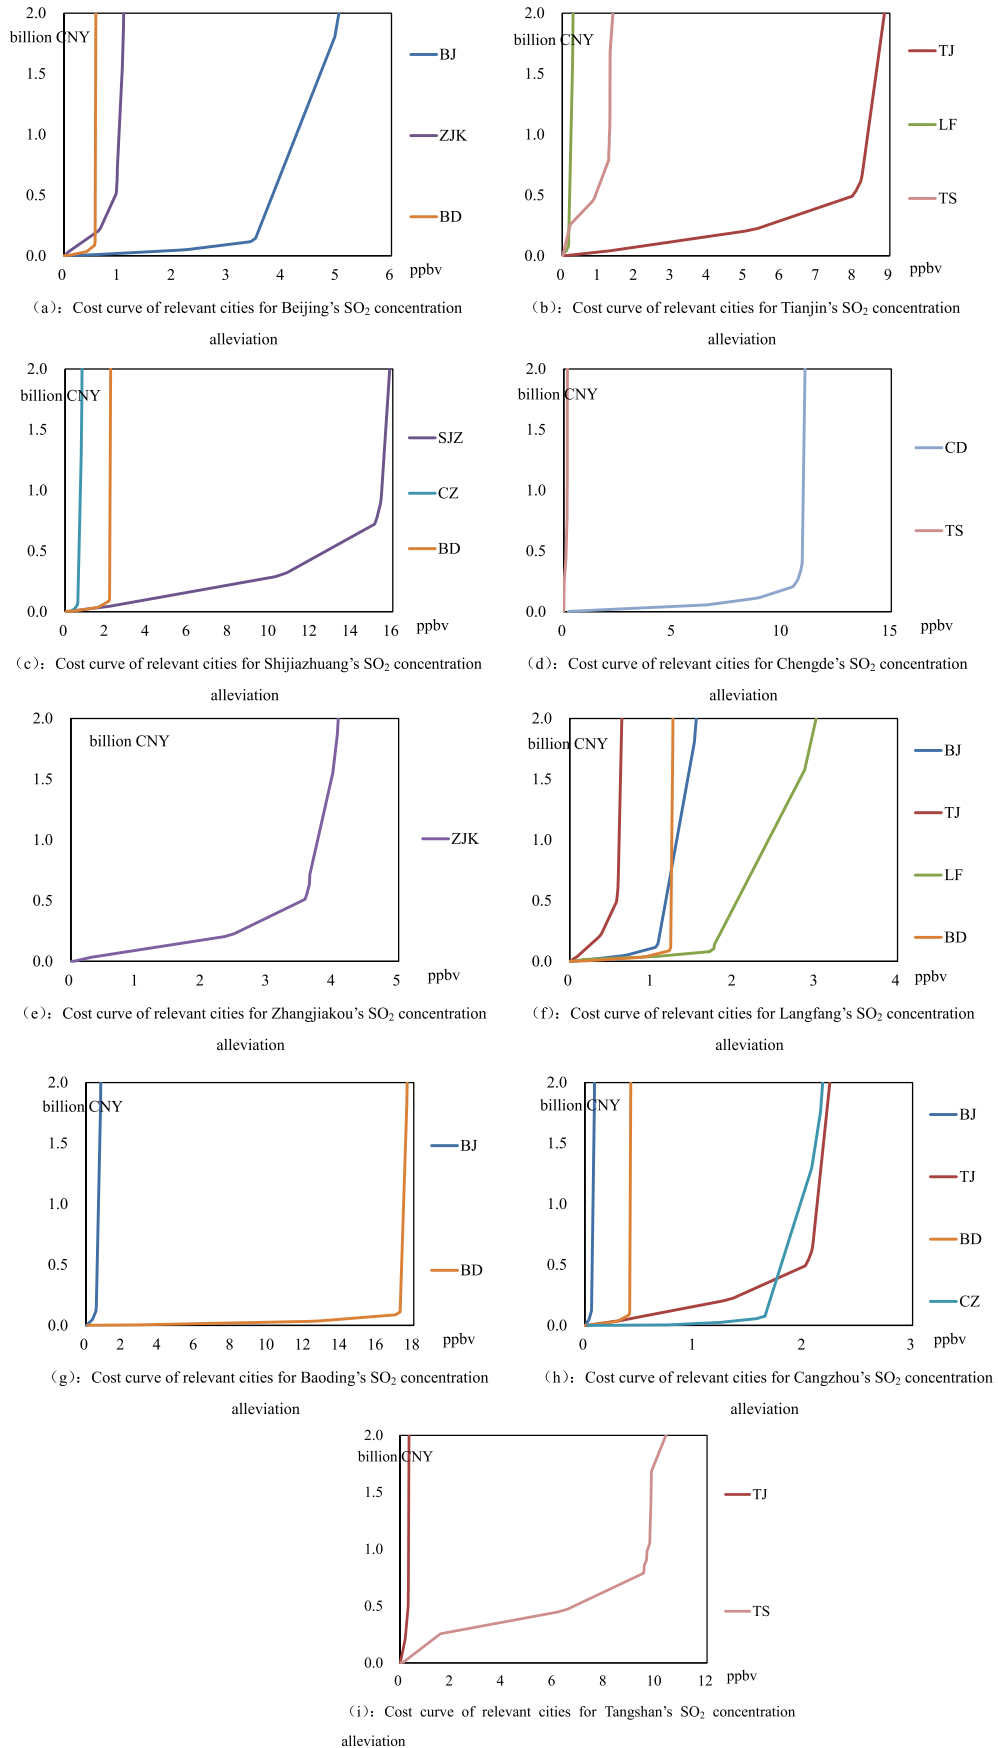 2.0
billion CNY
1.5
1.0
0.5
0.0
0 1 2 3 4 5 6 ppbv
BJ
ZJK
BD
(a): Cost curve of relevant cities for Beijing's SO2 concentration
alleviation
2.0
billion CNY
1.5
1.0
0.5
0.0
0 1 2 3 4 5 6 7 8 9 ppbv
TJ
LF
TS
(b): Cost curve of relevant cities for Tianjin's SO2 concentration
alleviation
2.0
billion CNY
1.5
1.0
0.5
0.0
0 2 4 6 8 10 12 14 16 ppbv
SJZ
CZ
BD
(c): Cost curve of relevant cities for Shijiazhuang's SO2 concentration
alleviation
2.0
billion CNY
1.5
1.0
0.5
0.0
0 5 10 15 ppbv
CD
TS
(d): Cost curve of relevant cities for Chengde's SO2 concentration
alleviation
2.0
billion CNY
1.5
1.0
0.5
0.0
0 1 2 3 4 5 ppbv
ZJK
(e): Cost curve of relevant cities for Zhangjiakou's SO2 concentration
alleviation
2.0
billion CNY
1.5
1.0
0.5
0.0
0 1 2 3 4 ppbv
BJ
TJ
LF
BD
(f): Cost curve of relevant cities for Langfang's SO2 concentration
alleviation
2.0
billion CNY
1.5
1.0
0.5
0.0
0 2 4 6 8 10 12 14 16 18 ppbv
BJ
BD
(g): Cost curve of relevant cities for Baoding's SO2 concentration
alleviation
2.0
billion CNY
1.5
1.0
0.5
0.0
0 1 2 3 ppbv
BJ
TJ
BD
CZ
(h): Cost curve of relevant cities for Cangzhou's SO2 concentration
alleviation
2.0
billion CNY
1.5
1.0
0.5
0.0
0 2 4 6 8 10 12 ppbv
TJ
TS
(i): Cost curve of relevant cities for Tangshan's SO2 concentration
alleviation